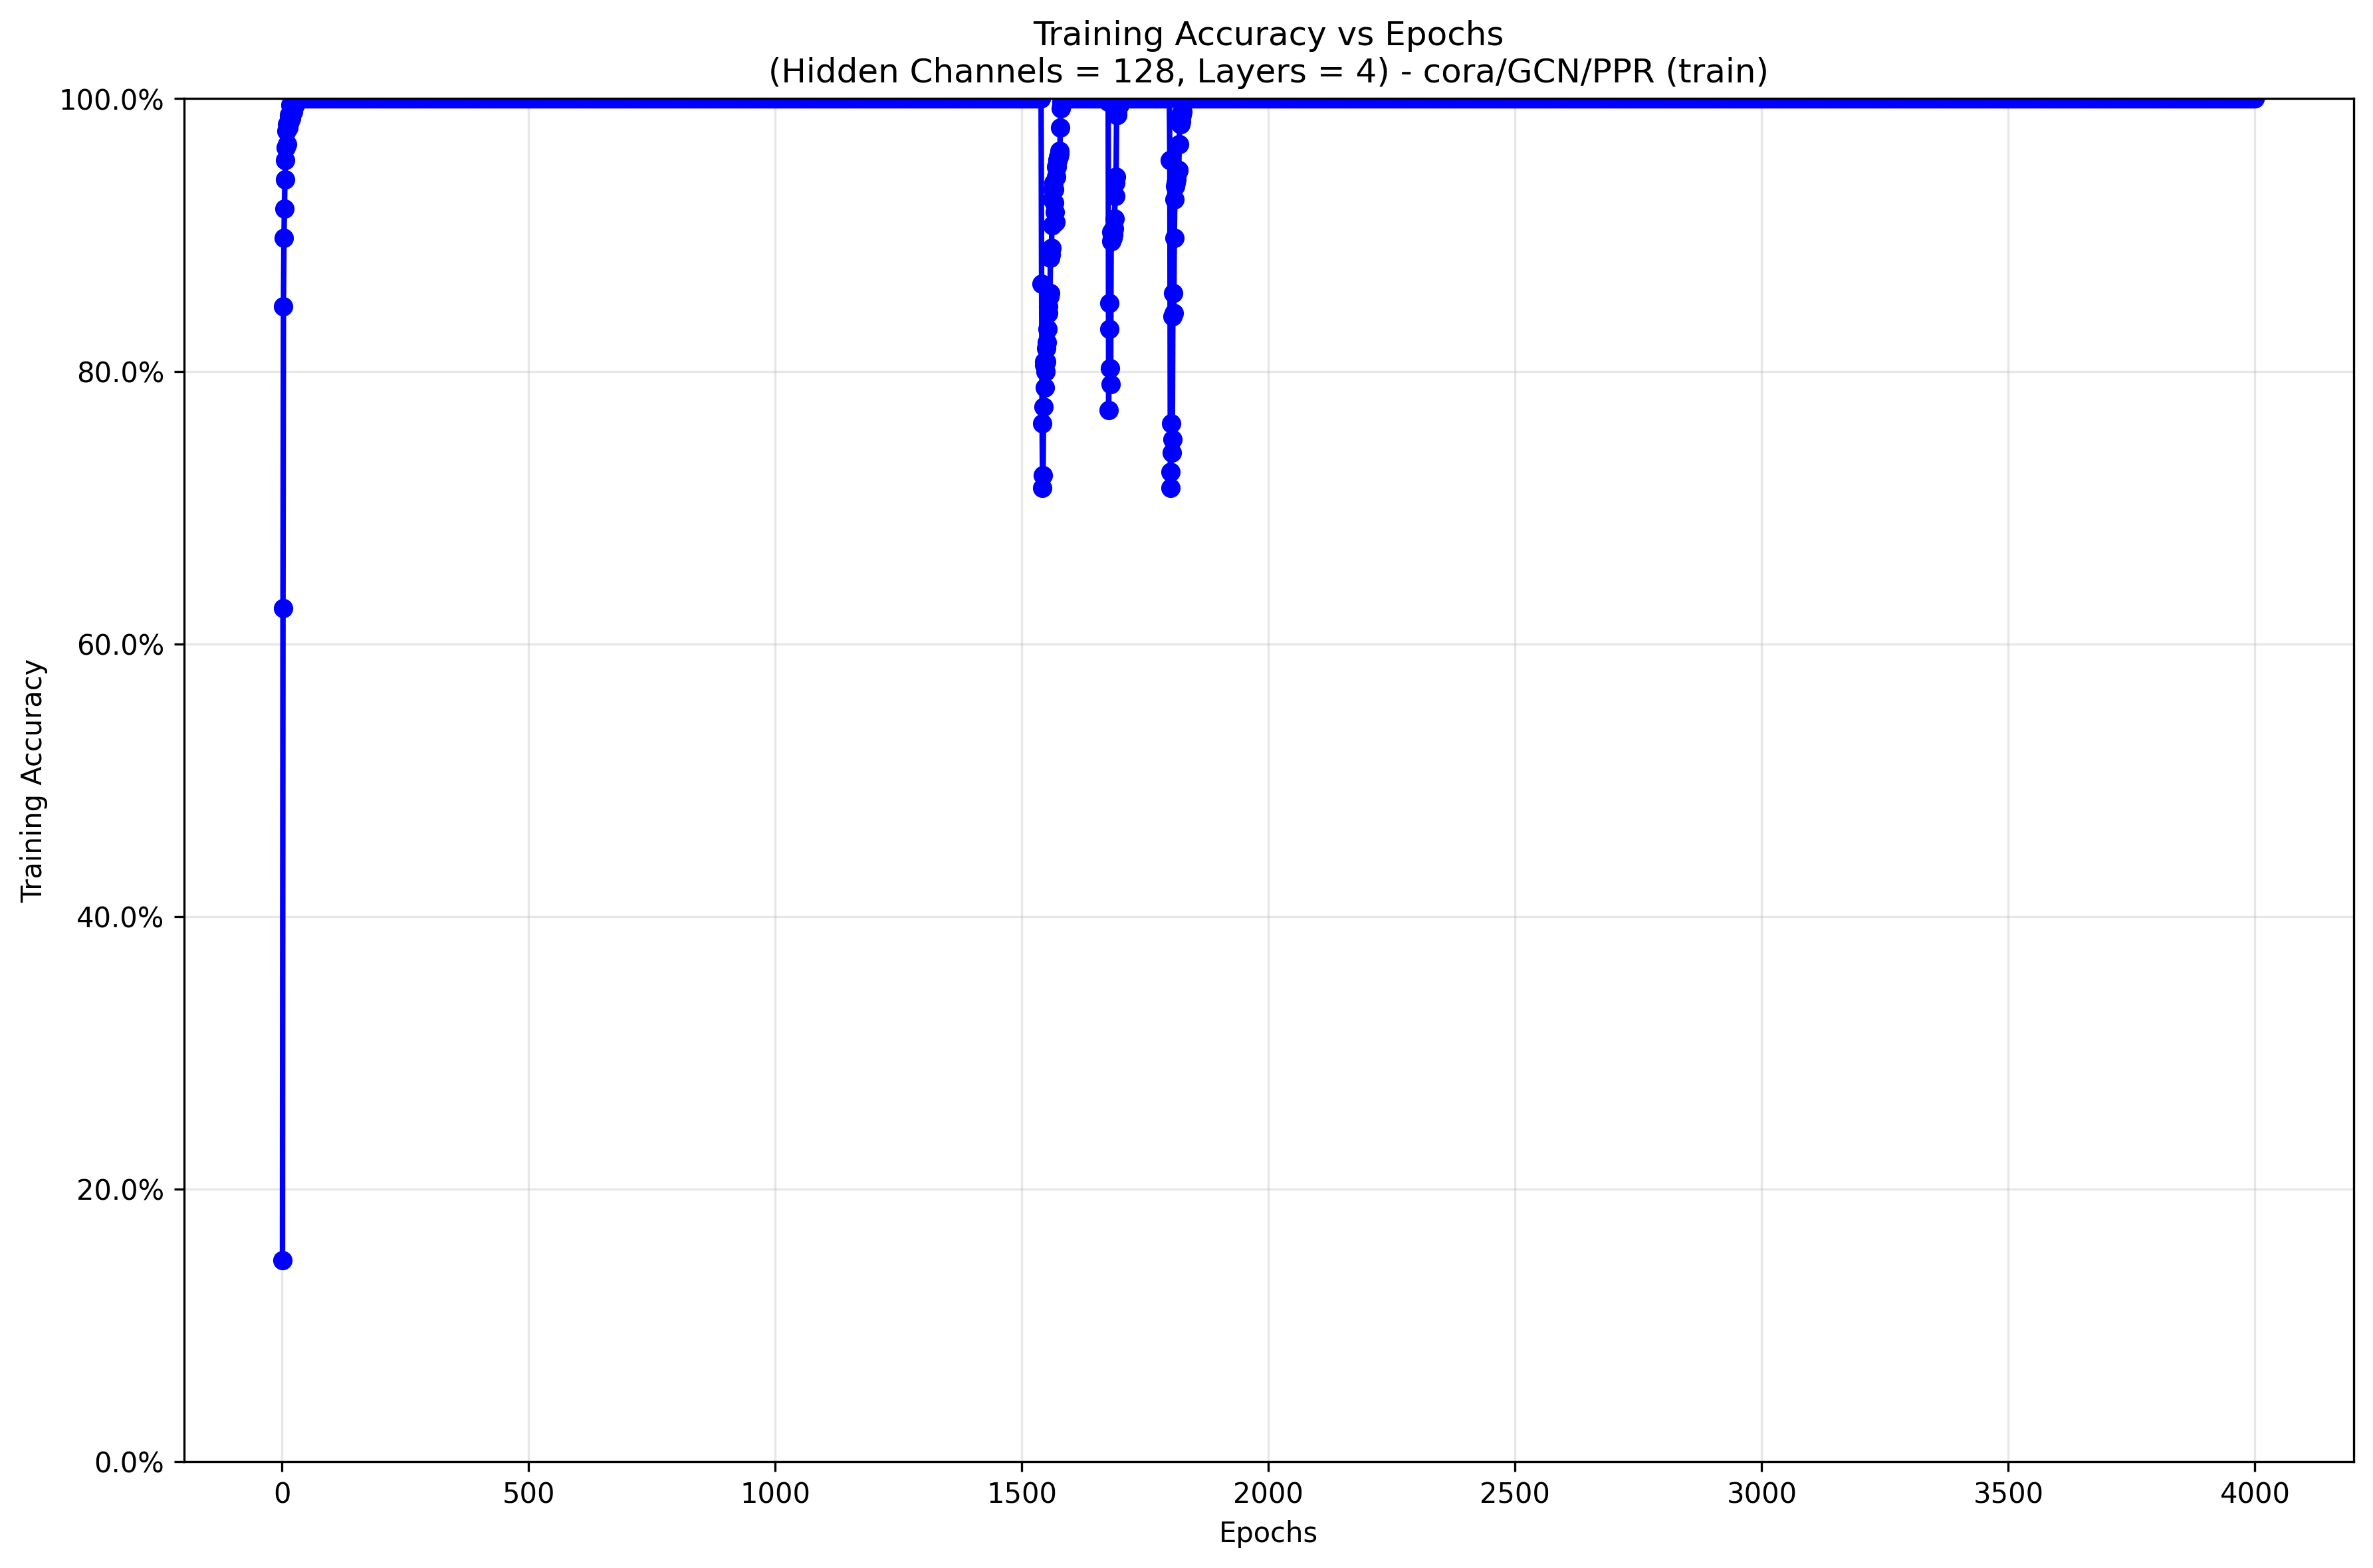 Training Accuracy vs Epochs
(Hidden Channels = 128, Layers = 4) - cora/GCN/PPR (train)
Training Accuracy
100.0%
80.0%
60.0%
40.0%
20.0%
0.0%
0 500 1000 1500 2000 2500 3000 3500 4000
Epochs